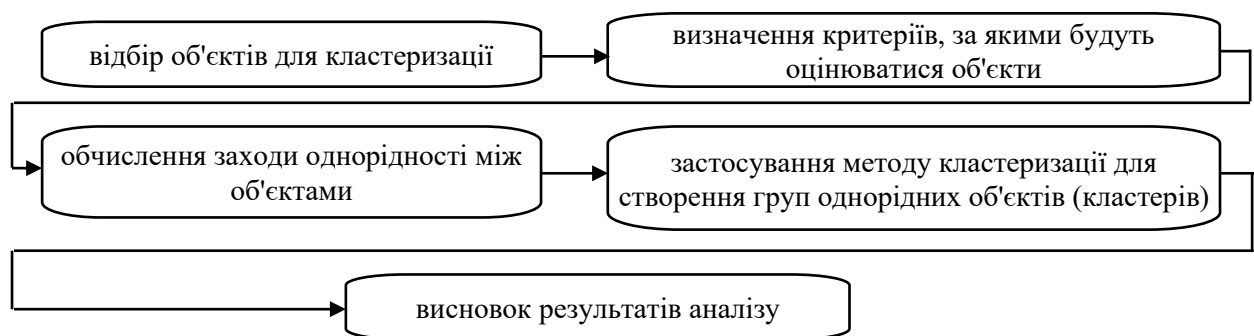 відбір об'єктів для кластеризації
визначення критеріїв, за якими будуть
оцінюватися об'єкти
обчислення заходи однорідності між
об'єктами
застосування методу кластеризації для
створення груп однорідних об'єктів (кластерів)
висновок результатів аналізу